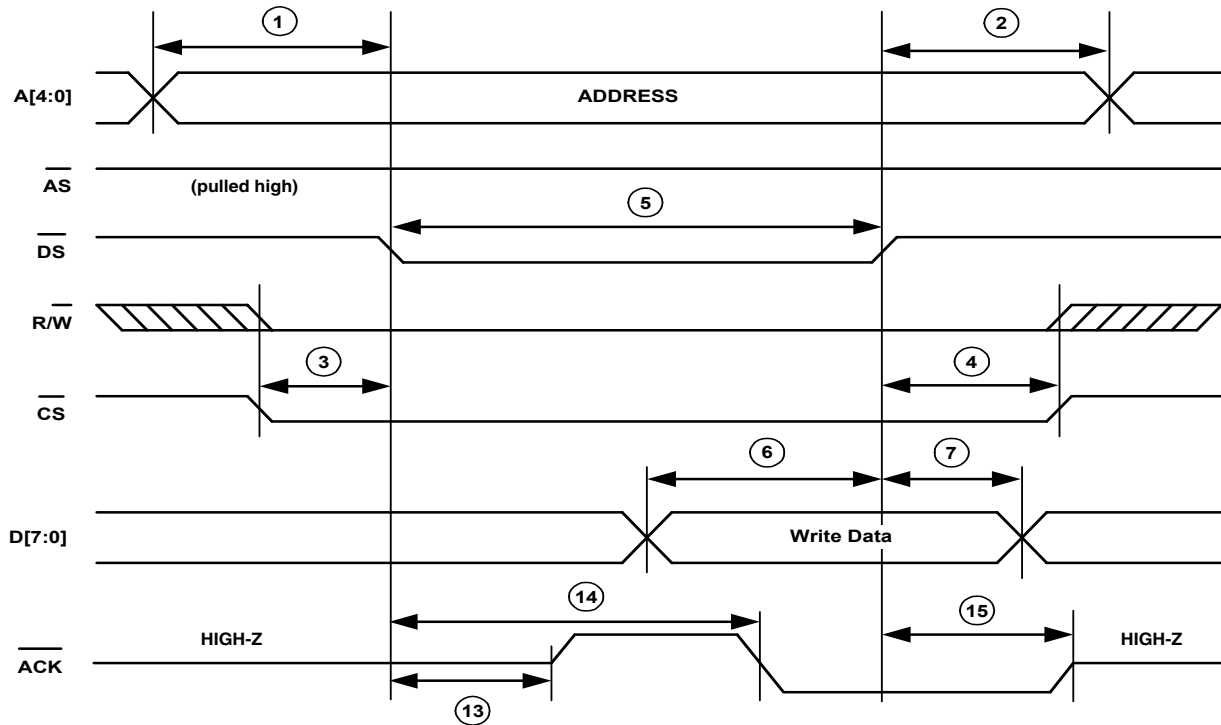 1
2
A[4:0]
ADDRESS
AS
(pulled high)
5
DS
R/W
3
4
CS
6
7
D[7:0]
Write Data
14
15
HIGH-Z
HIGH-Z
ACK
13